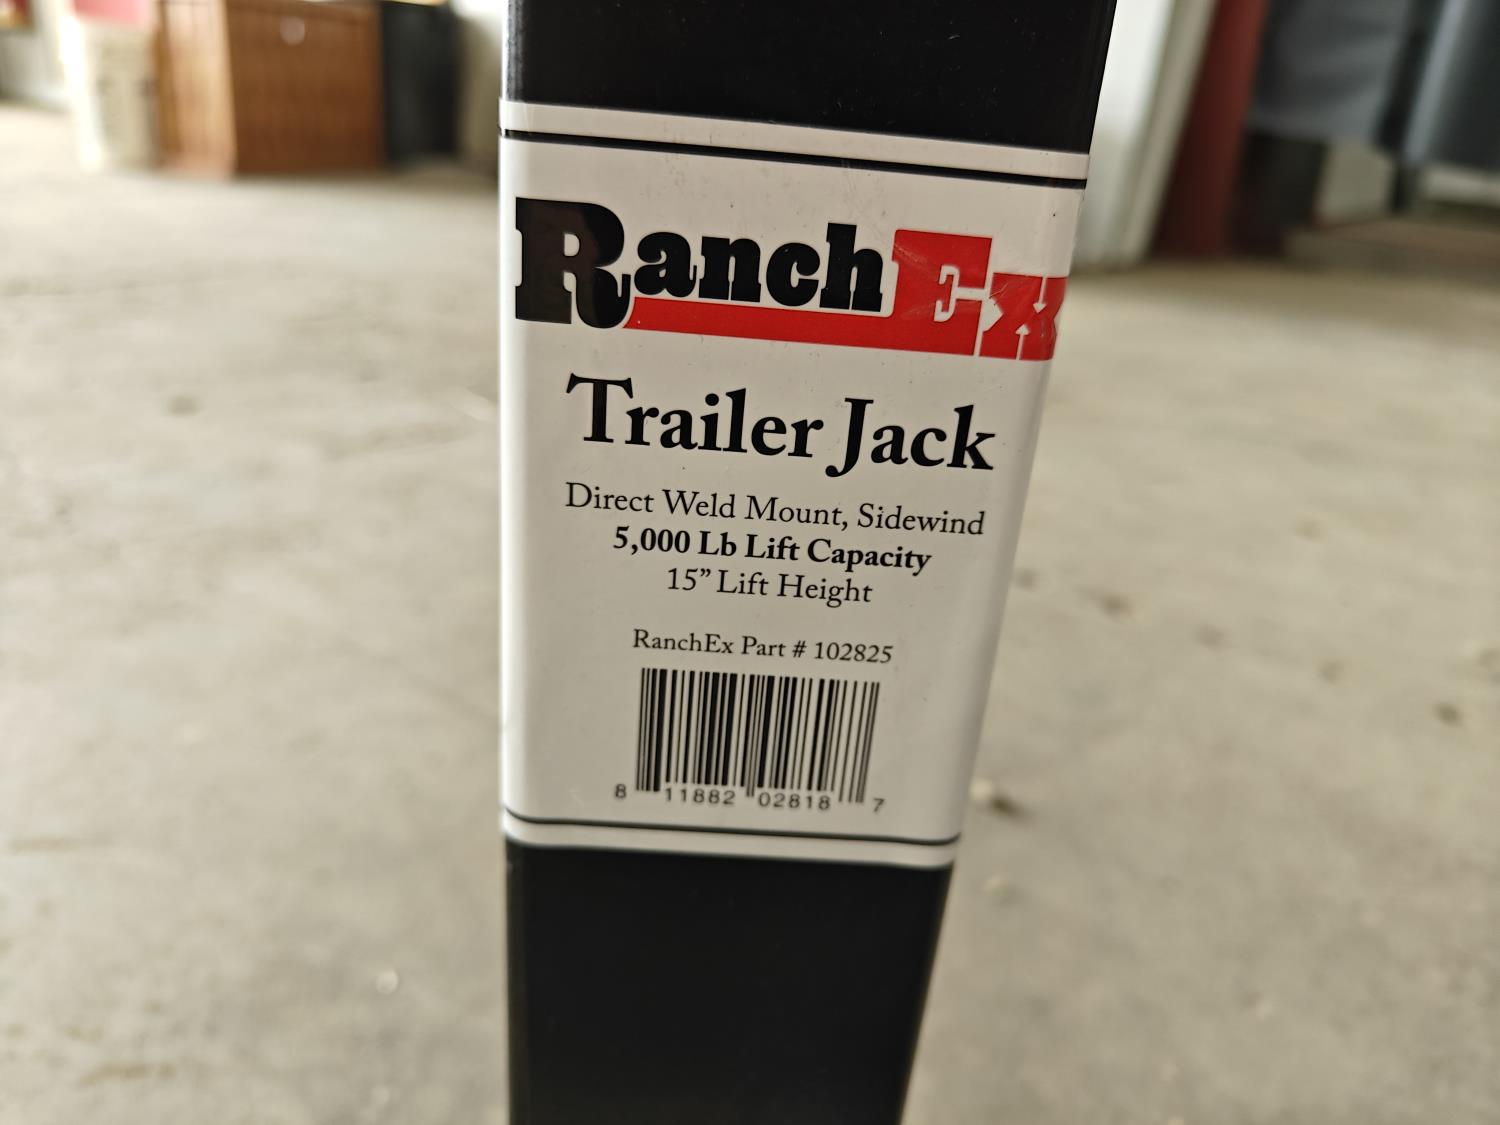 RanchEx
Trailer Jack
Direct Weld Mount, Sidewind
5,000 Lb Lift Capacity
15” Lift Height
RanchEx Part # 102825
8 11882 02818 7